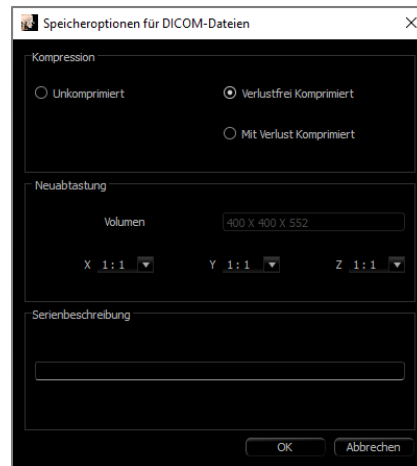 Speicheroptionen für DICOM-Dateien
Kompression
Unkomprimiert
Verlustfrei Komprimiert
Mit Verlust Komprimiert
Neuabtastung
Volumen 400 X 400 X 552
X 1:1 Y 1:1 Z 1:1
Serienbeschreibung
OK Abbrechen